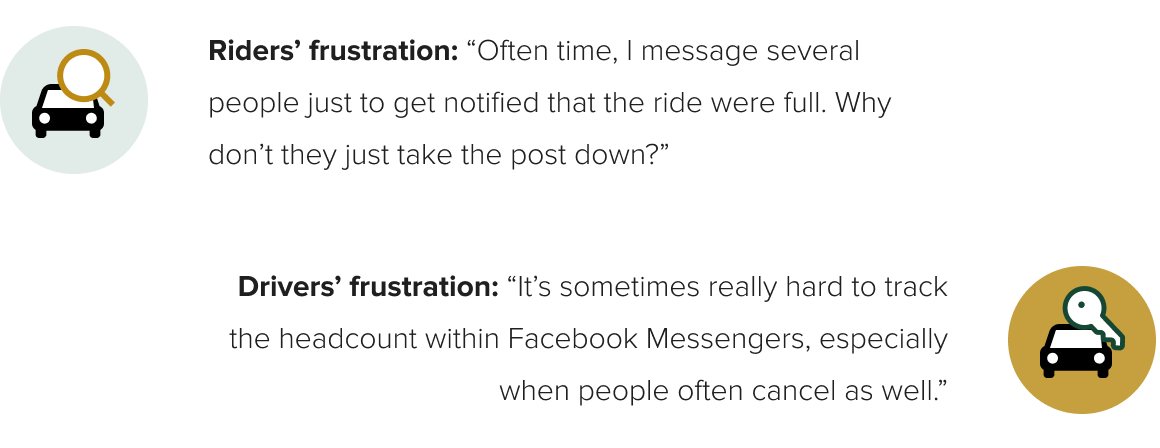 Riders’ frustration: “Often time, I message several
people just to get notified that the ride were full. Why
don’t they just take the post down?”
Drivers’ frustration: “It’s sometimes really hard to track
the headcount within Facebook Messengers, especially
when people often cancel as well.”